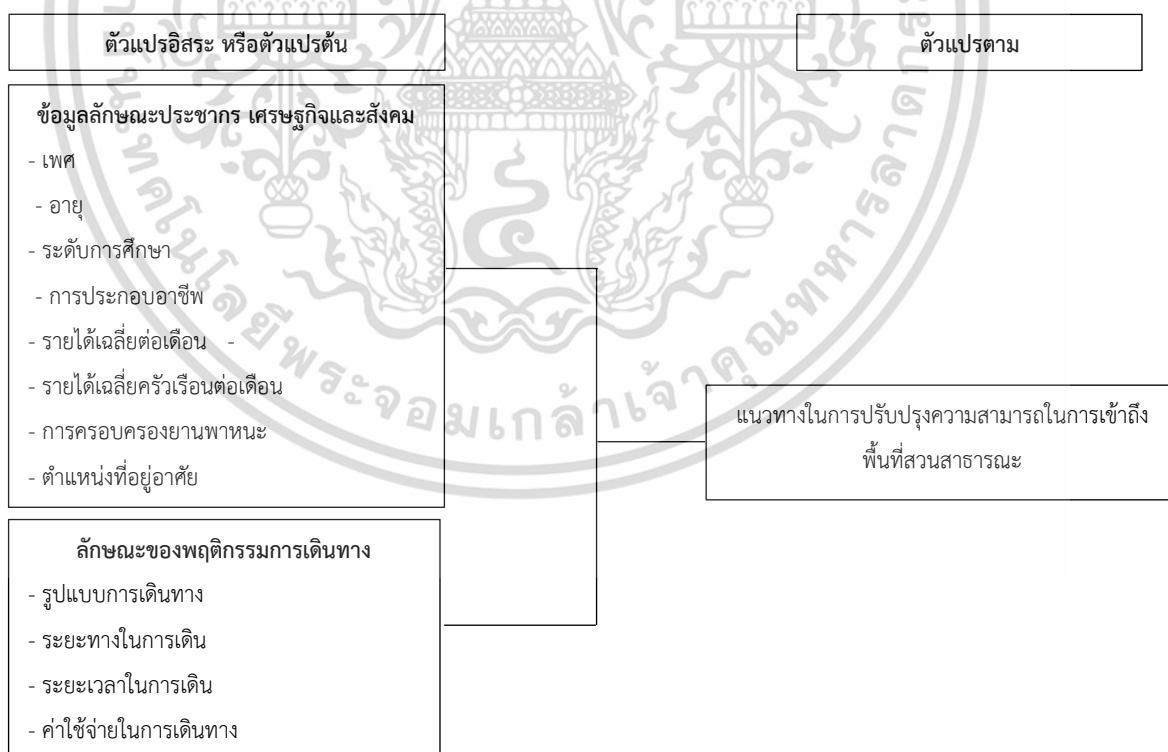 ตัวแปรอิสระ หรือตัวแปรต้น
ตัวแปรตาม
ข้อมูลลักษณะประชากร เศรษฐกิจและสังคม
- เพศ
- อายุ
- ระดับการศึกษา
- การประกอบอาชีพ
- รายได้เฉลี่ยต่อเดือน -
- รายได้เฉลี่ยครัวเรือนต่อเดือน
- การครอบครองยานพาหนะ
- ตำแหน่งที่อยู่อาศัย
แนวทางในการปรับปรุงความสามารถในการเข้าถึง
พื้นที่สวนสาธารณะ
ลักษณะของพฤติกรรมการเดินทาง
- รูปแบบการเดินทาง
- ระยะทางในการเดิน
- ระยะเวลาในการเดิน
- ค่าใช้จ่ายในการเดินทาง